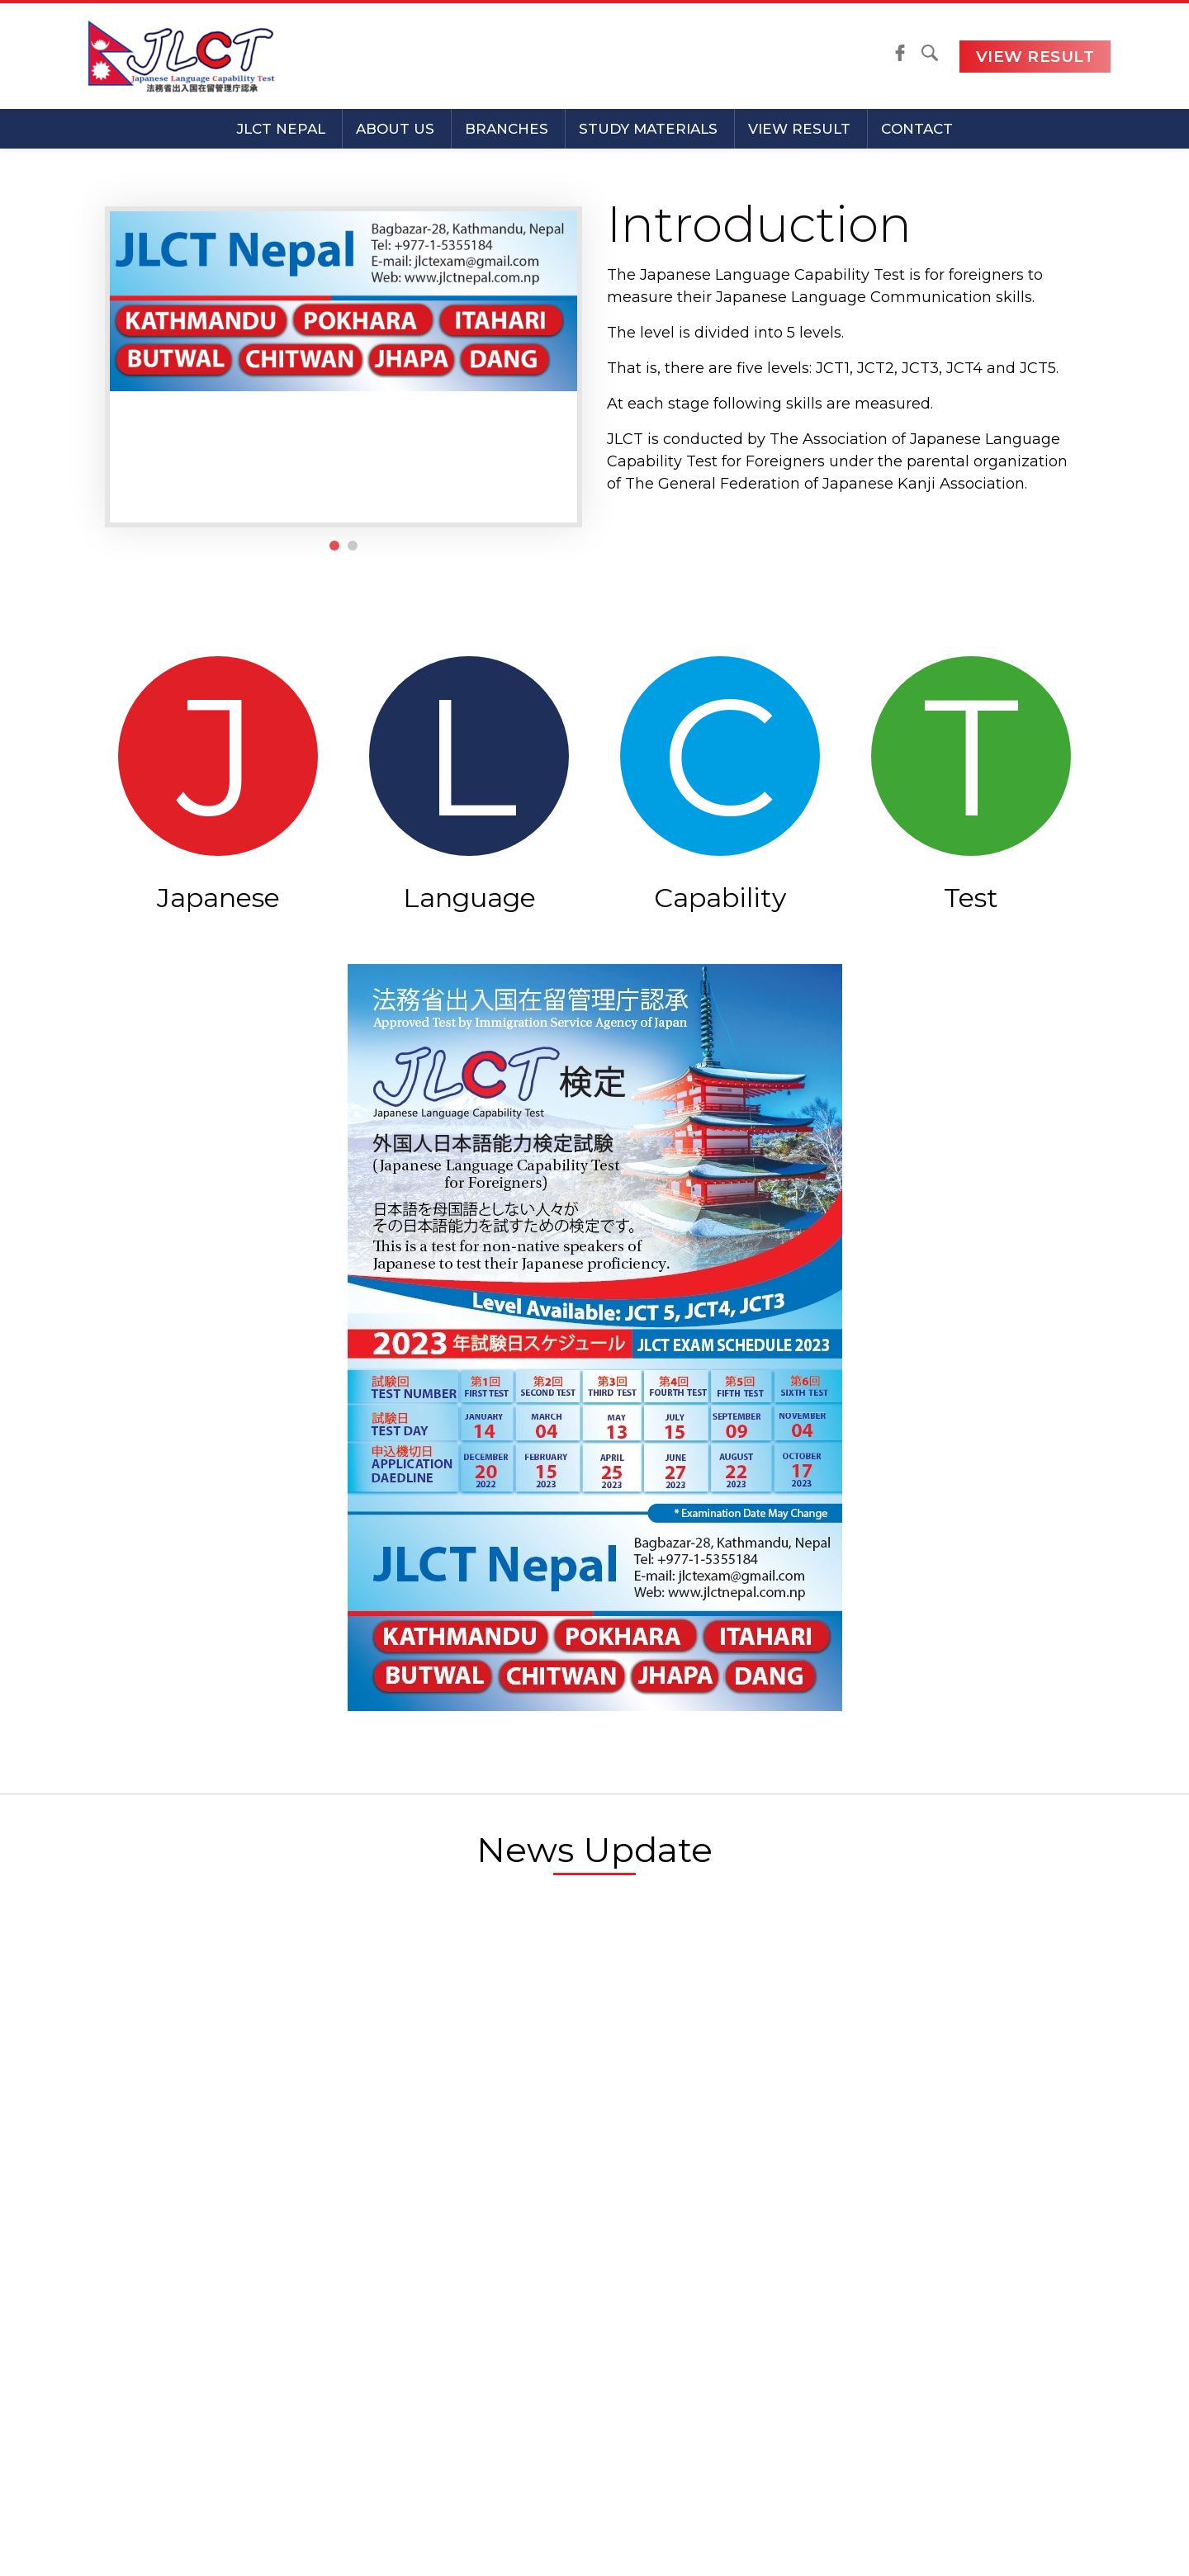 JLCT
Japanese Language Capability Test
法務省出入国在留管理庁認承
VIEW RESULT
JLCT NEPAL
ABOUT US
BRANCHES
STUDY MATERIALS
VIEW RESULT
CONTACT
JLCT Nepal
Bagbazar-28, Kathmandu, Nepal
Tel: +977-1-5355184
E-mail: jlctexam@gmail.com
Web: www.jlctnepal.com.np
KATHMANDU POKHARA ITAHARI
BUTWAL CHITWAN JHAPA DANG
Introduction
The Japanese Language Capability Test is for foreigners to
measure their Japanese Language Communication skills.
The level is divided into 5 levels.
That is, there are five levels: JCT1, JCT2, JCT3, JCT4 and JCT5.
At each stage following skills are measured.
JLCT is conducted by The Association of Japanese Language
Capability Test for Foreigners under the parental organization
of The General Federation of Japanese Kanji Association.
J L C T
Japanese Language Capability Test
法務省出入国在留管理庁認承
Approved Test by Immigration Service Agency of Japan
JLCT 検定
Japanese Language Capability Test
外国人日本語能力検定試験
(Japanese Language Capability Test
for Foreigners)
日本語を母国語としない人々が
その日本語能力を試すための検定です。
This is a test for non-native speakers of
Japanese to test their Japanese proficiency.
Level Available: JCT 5, JCT4, JCT3
2023 年試験日スケジュール JLCT EXAM SCHEDULE 2023
試験回 第1回 第2回 第3回 第4回 第5回 第6回
TEST NUMBER FIRST TEST SECOND TEST THIRD TEST FOURTH TEST FIFTH TEST SIXTH TEST
試験日 JANUARY MARCH MAY JULY SEPTEMBER NOVEMBER
TEST DAY 14 04 13 15 09 04
申込機切日
APPLICATION DECEMBER FEBRUARY APRIL JUNE AUGUST OCTOBER
DAEDLINE 20 15 25 27 22 17
2022 2023 2023 2023 2023 2023
* Examination Date May Change
JLCT Nepal
Bagbazar-28, Kathmandu, Nepal
Tel: +977-1-5355184
E-mail: jlctexam@gmail.com
Web: www.jlctnepal.com.np
KATHMANDU POKHARA ITAHARI
BUTWAL CHITWAN JHAPA DANG
News Update